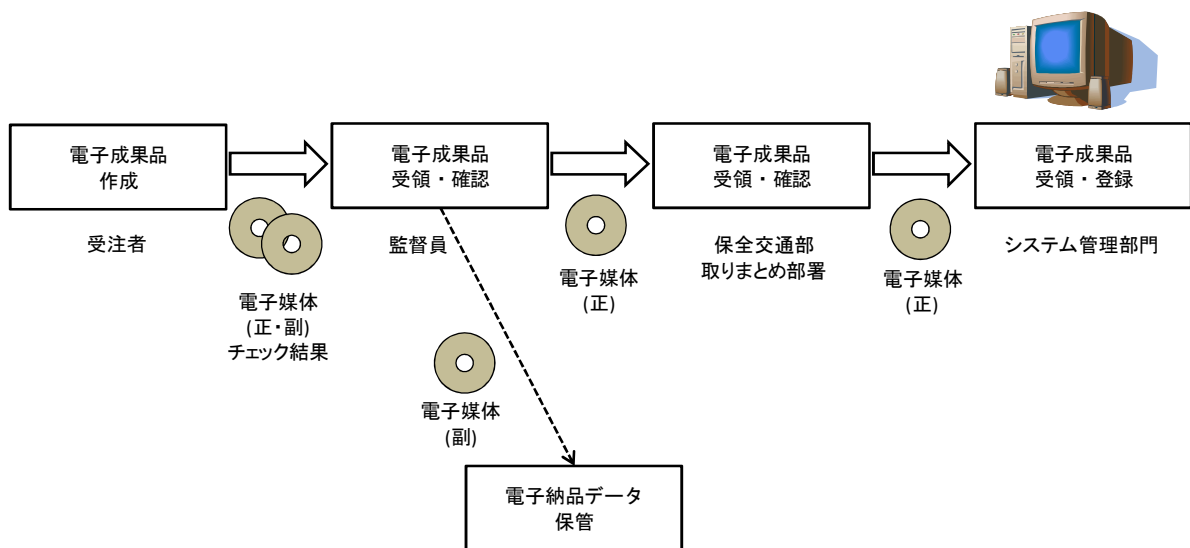 電子成果品
作成
電子成果品
受領・確認
電子成果品
受領・確認
電子成果品
受領・登録
受注者
監督員
保全交通部
取りまとめ部署
システム管理部門
電子媒体
(正・副)
チェック結果
電子媒体
(正)
電子媒体
(正)
電子媒体
(副)
電子納品データ
保管